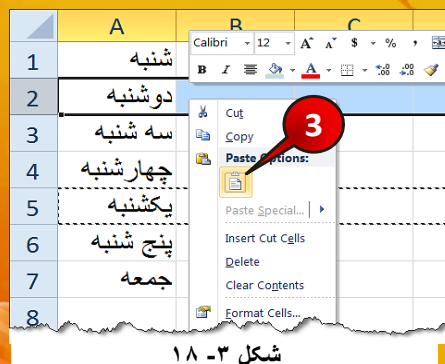 A B C
Calibri 12 A A $ % ,
B I A
1 شنبه
2 دوشنبه
3 سه شنبه
4 چهارشنبه
5 یکشنبه
6 پنج شنبه
7 جمعه
8
Cut
Copy
Paste Options:
3
Paste Special...
Insert Cut Cells
Delete
Clear Contents
Format Cells...
شکل ۳- ۱۸